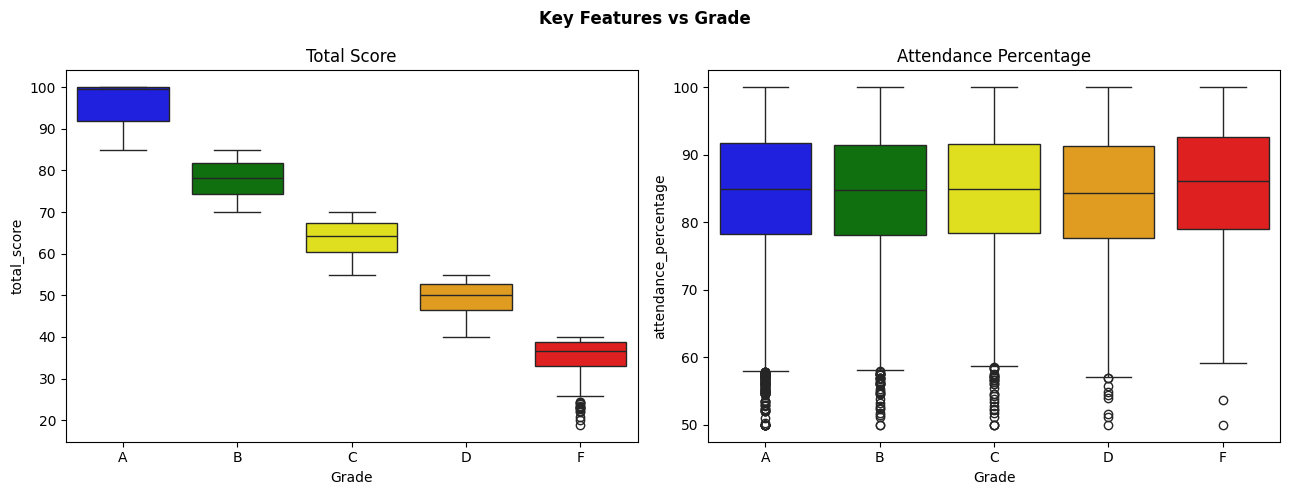 Key Features vs Grade
Total Score
total_score
100
90
80
70
60
50
40
30
20
A B C D F
Grade
Attendance Percentage
attendance_percentage
100
90
80
70
60
50
A B C D F
Grade